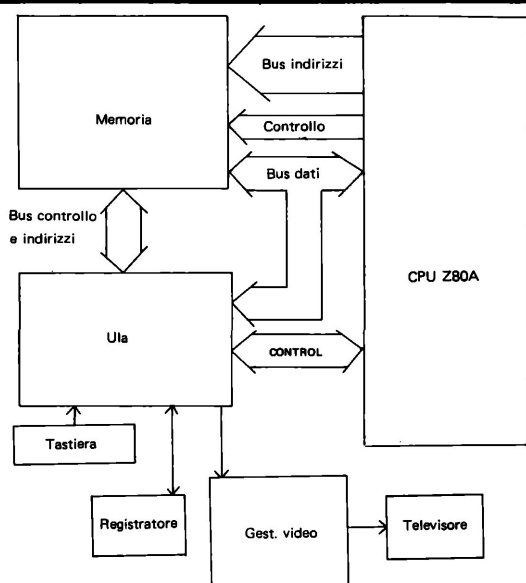 Bus indirizzi
Memoria
Controllo
Bus dati
Bus controllo
e indirizzi
CPU Z80A
Ula
CONTROL
Tastiera
Registratore
Gest. video
Televisore